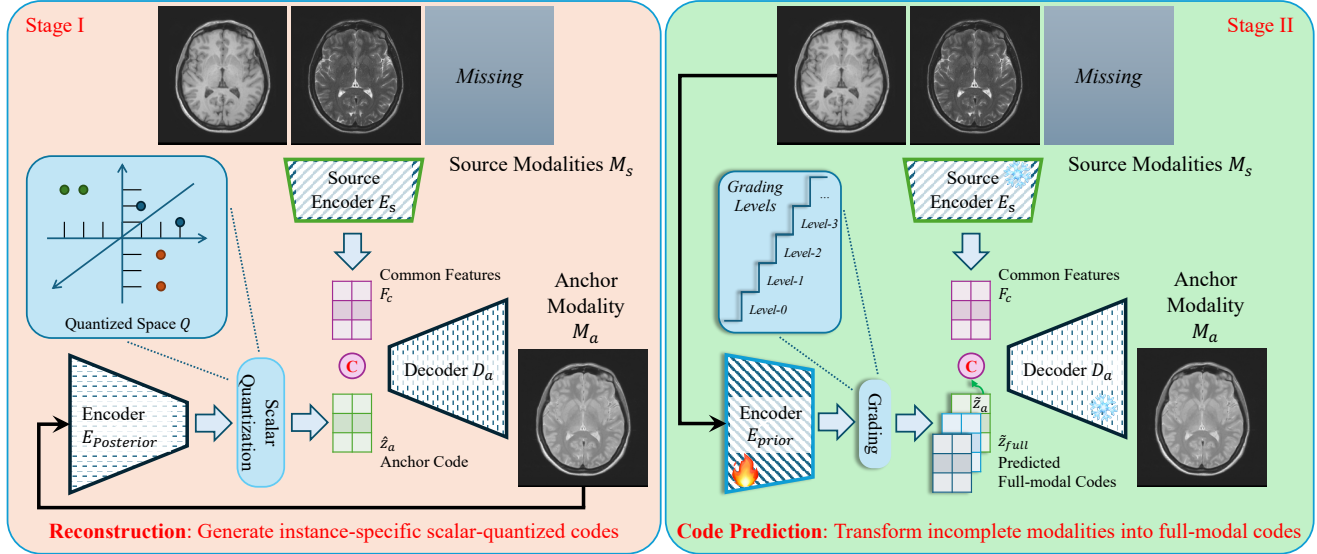 Stage I
Missing
Source Modalities M_s
Source
Encoder E_s
Common Features
F_c
Quantized Space Q
Anchor
Modality
M_a
C
Decoder D_a
Encoder
E_Posterior
Scalar
Quantization
ẑ_a
Anchor Code
Reconstruction: Generate instance-specific scalar-quantized codes
Stage II
Missing
Source Modalities M_s
Grading
Levels
...
Level-3
Level-2
Level-1
Level-0
Source
Encoder E_s
Common Features
F_c
Anchor
Modality
M_a
C
Decoder D_a
Encoder
E_prior
Grading
z̃_a
z̃_full
Predicted
Full-modal Codes
Code Prediction: Transform incomplete modalities into full-modal codes